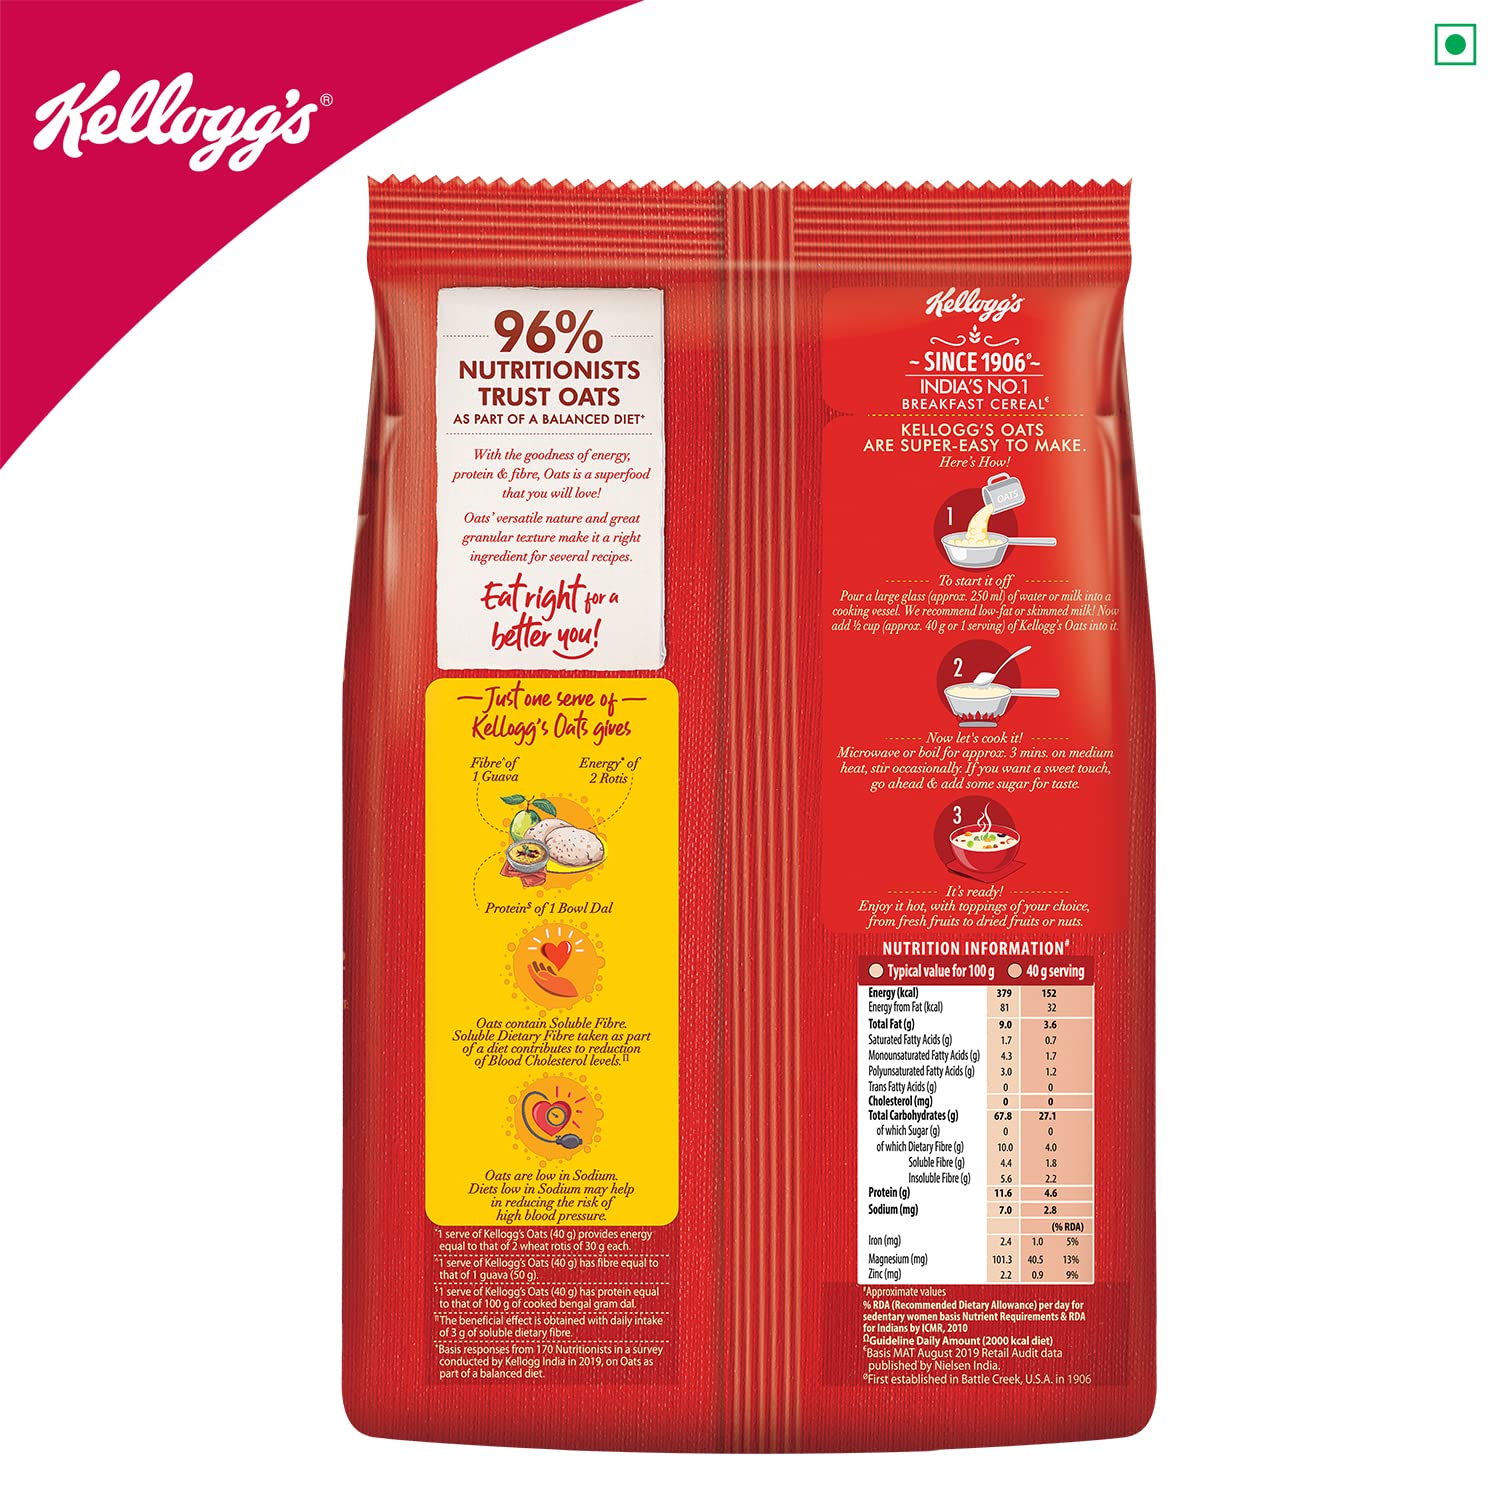 Kellogg's®
96%
NUTRITIONISTS
TRUST OATS
AS PART OF A BALANCED DIET+
With the goodness of energy,
protein & fibre, Oats is a superfood
that you will love!
Oats' versatile nature and great
granular texture make it a right
ingredient for several recipes.
Eat right for a
better you!
Just one serve of
Kellogg's Oats gives
Fibre^ of
1 Guava
Energy* of
2 Rotis
Protein$ of 1 Bowl Dal
Oats contain Soluble Fibre.
Soluble Dietary Fibre taken as part
of a diet contributes to reduction
of Blood Cholesterol levels.Π
Oats are low in Sodium.
Diets low in Sodium may help
in reducing the risk of
high blood pressure.
*1 serve of Kellogg's Oats (40 g) provides energy
equal to that of 2 wheat rotis of 30 g each.
^1 serve of Kellogg's Oats (40 g) has fibre equal to
that of 1 guava (50 g).
$1 serve of Kellogg's Oats (40 g) has protein equal
to that of 100 g of cooked bengal gram dal.
ΠThe beneficial effect is obtained with daily intake
of 3 g of soluble dietary fibre.
+Basis responses from 170 Nutritionists in a survey
conducted by Kellogg India in 2019, on Oats as
part of a balanced diet.
Kellogg's
~ SINCE 1906ø ~
INDIA'S NO.1
BREAKFAST CEREAL€
KELLOGG'S OATS
ARE SUPER-EASY TO MAKE.
Here's How!
1
OATS
To start it off
Pour a large glass (approx. 250 ml) of water or milk into a
cooking vessel. We recommend low-fat or skimmed milk! Now
add ½ cup (approx. 40 g or 1 serving) of Kellogg's Oats into it.
2
Now let's cook it!
Microwave or boil for approx. 3 mins. on medium
heat, stir occasionally. If you want a sweet touch,
go ahead & add some sugar for taste.
3
It's ready!
Enjoy it hot, with toppings of your choice,
from fresh fruits to dried fruits or nuts.
NUTRITION INFORMATION#
Typical value for 100 g 40 g serving
Energy (kcal) 379 152
Energy from Fat (kcal) 81 32
Total Fat (g) 9.0 3.6
Saturated Fatty Acids (g) 1.7 0.7
Monounsaturated Fatty Acids (g) 4.3 1.7
Polyunsaturated Fatty Acids (g) 3.0 1.2
Trans Fatty Acids (g) 0 0
Cholesterol (mg) 0 0
Total Carbohydrates (g) 67.8 27.1
of which Sugar (g) 0 0
of which Dietary Fibre (g) 10.0 4.0
Soluble Fibre (g) 4.4 1.8
Insoluble Fibre (g) 5.6 2.2
Protein (g) 11.6 4.6
Sodium (mg) 7.0 2.8
(% RDA)
Iron (mg) 2.4 1.0 5%
Magnesium (mg) 101.3 40.5 13%
Zinc (mg) 2.2 0.9 9%
#Approximate values
% RDA (Recommended Dietary Allowance) per day for
sedentary women basis Nutrient Requirements & RDA
for Indians by ICMR, 2010
ΩGuideline Daily Amount (2000 kcal diet)
€Basis MAT August 2019 Retail Audit data
published by Nielsen India.
øFirst established in Battle Creek, U.S.A. in 1906